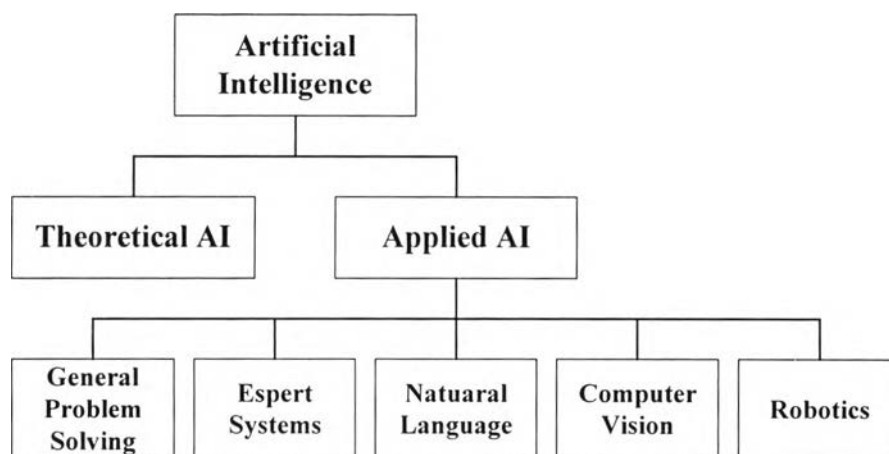 Artificial
Intelligence
Theoretical AI
Applied AI
General
Problem
Solving
Espert
Systems
Natuaral
Language
Computer
Vision
Robotics